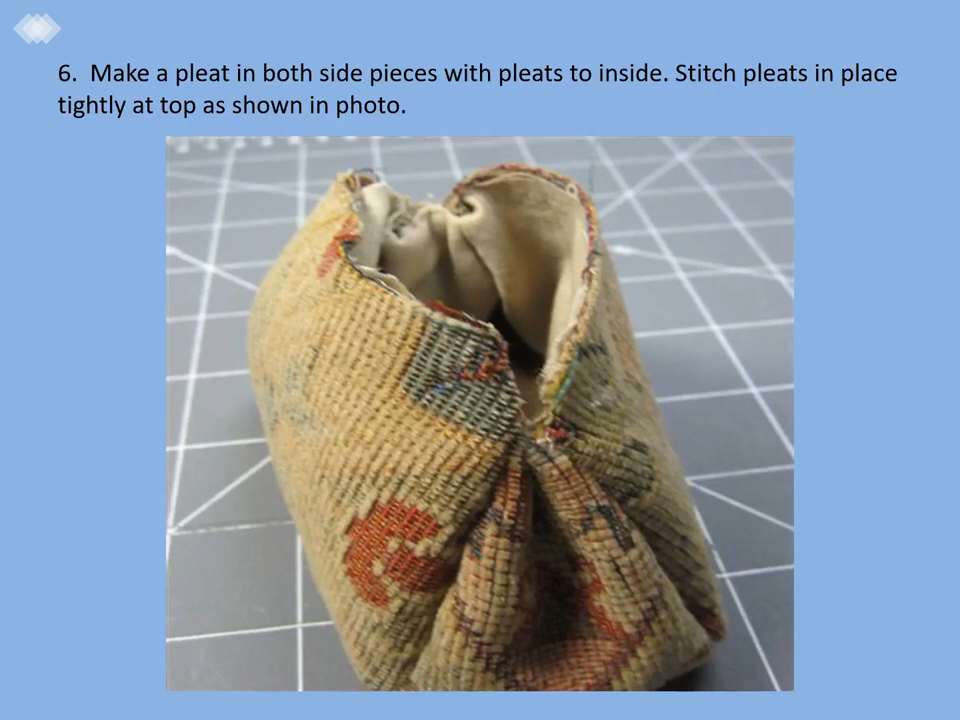 6.  Make a pleat in both side pieces with pleats to inside. Stitch pleats in place
tightly at top as shown in photo.